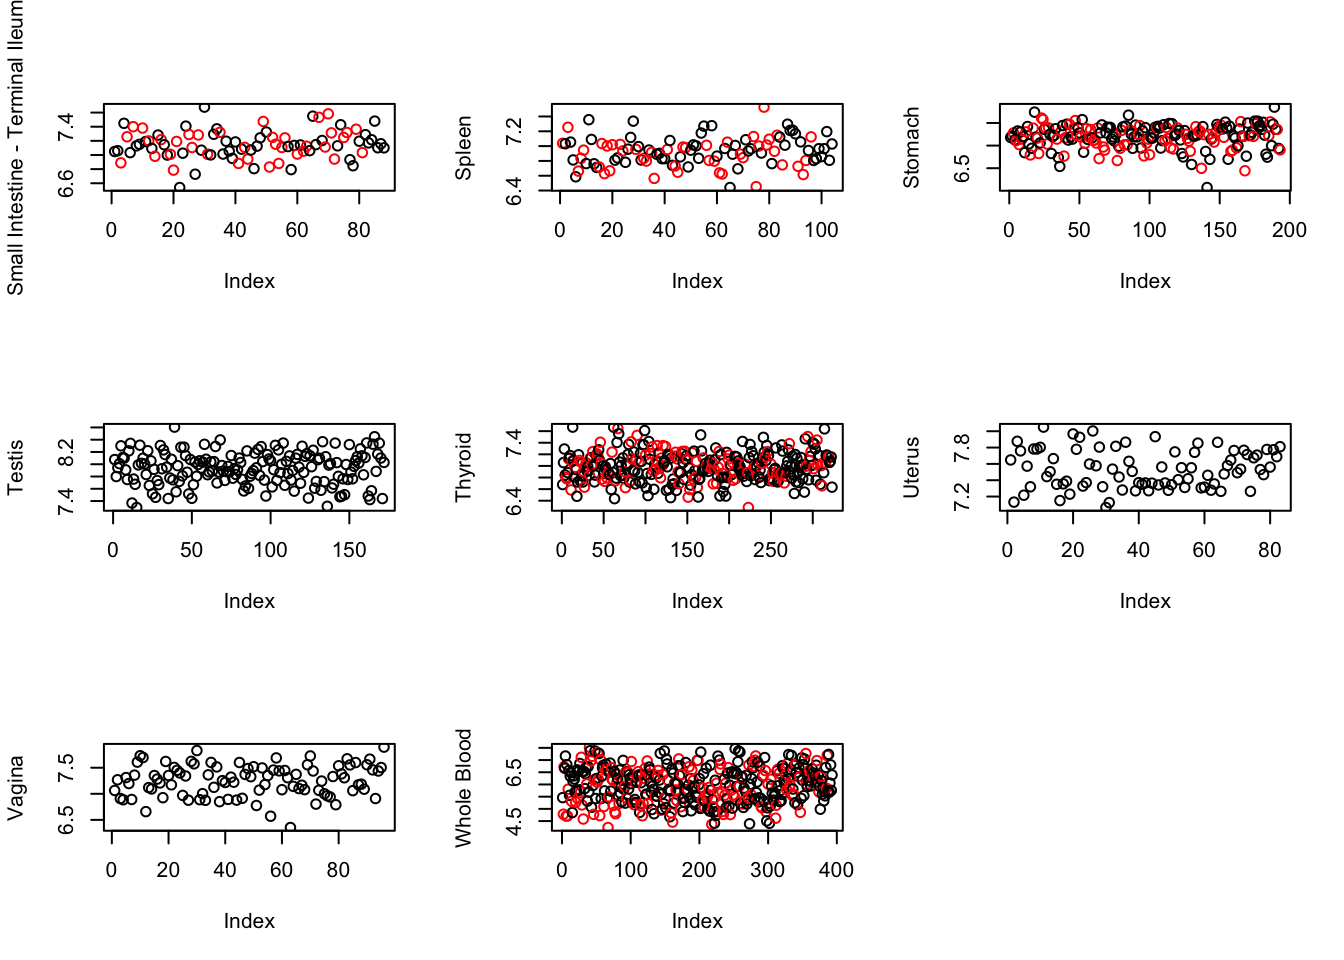 Small Intestine - Terminal Ileum
6.6 7.4
0 20 40 60 80
Index
Spleen
6.4 7.2
0 20 40 60 80 100
Index
Stomach
6.5
0 50 100 150 200
Index
Testis
7.4 8.2
0 50 100 150
Index
Thyroid
6.4 7.4
0 50 150 250
Index
Uterus
7.2 7.8
0 20 40 60 80
Index
Vagina
6.5 7.5
0 20 40 60 80
Index
Whole Blood
4.5 6.5
0 100 200 300 400
Index